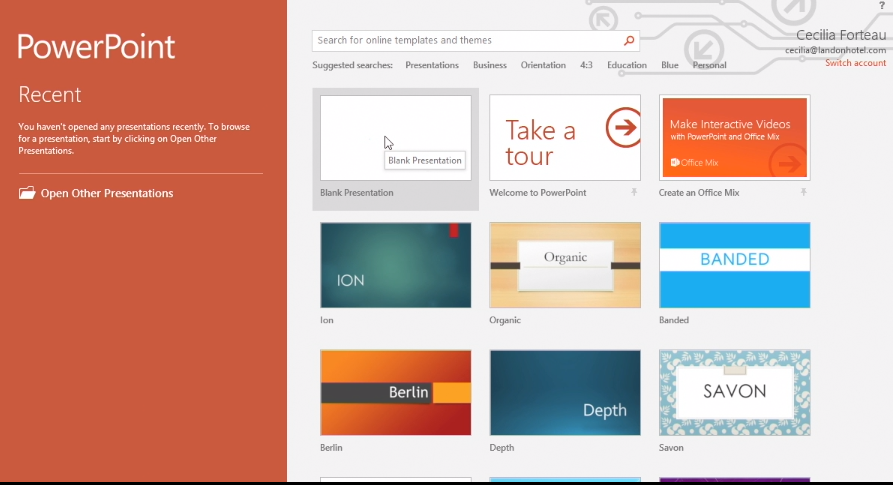 ?
PowerPoint
Recent
You haven't opened any presentations recently. To browse
for a presentation, start by clicking on Open Other
Presentations.
Open Other Presentations
Search for online templates and themes
Cecilia Forteau
cecilia@landonhotel.com
Switch account
Suggested searches: Presentations Business Orientation 4:3 Education Blue Personal
Blank Presentation
Blank Presentation
Take a
tour
Welcome to PowerPoint
Make Interactive Videos
with PowerPoint and Office Mix
Office Mix
Create an Office Mix
ION
Ion
Organic
Organic
BANDED
Banded
Berlin
Berlin
Depth
Depth
SAVON
Savon